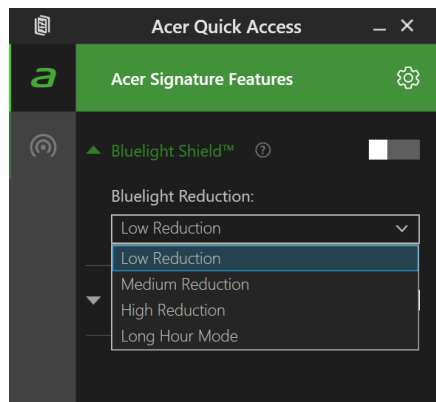 Acer Quick Access
Acer Signature Features
Bluelight Shield™
Bluelight Reduction:
Low Reduction
Low Reduction
Medium Reduction
High Reduction
Long Hour Mode